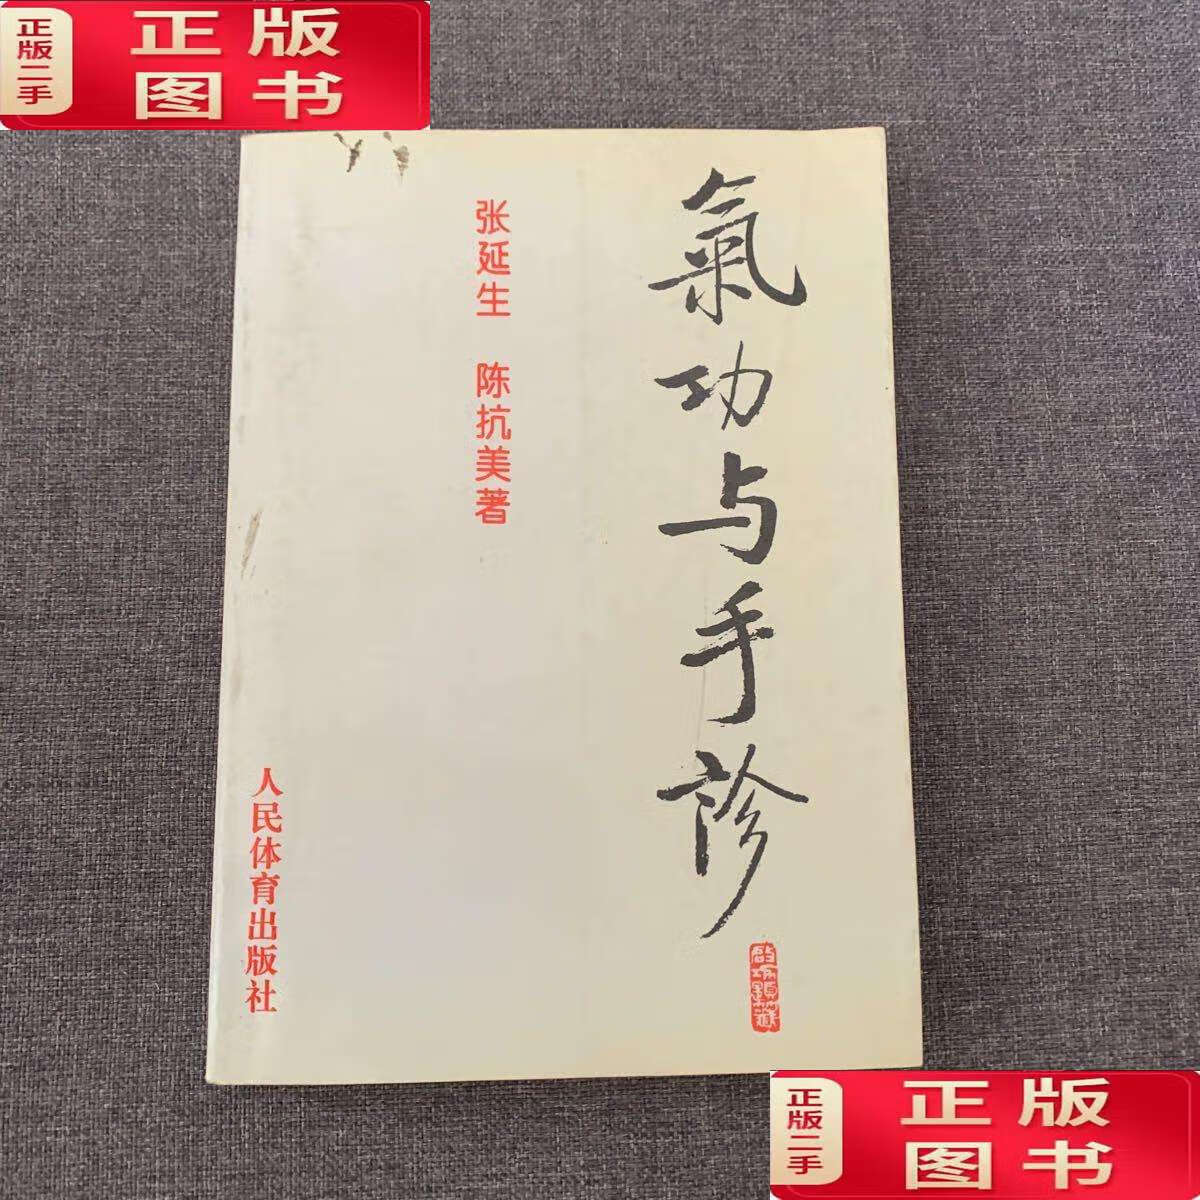 正版二手
正版
图书
氣功与手診
张延生 陈抗美著
人民体育出版社
正版二手
正版
图书